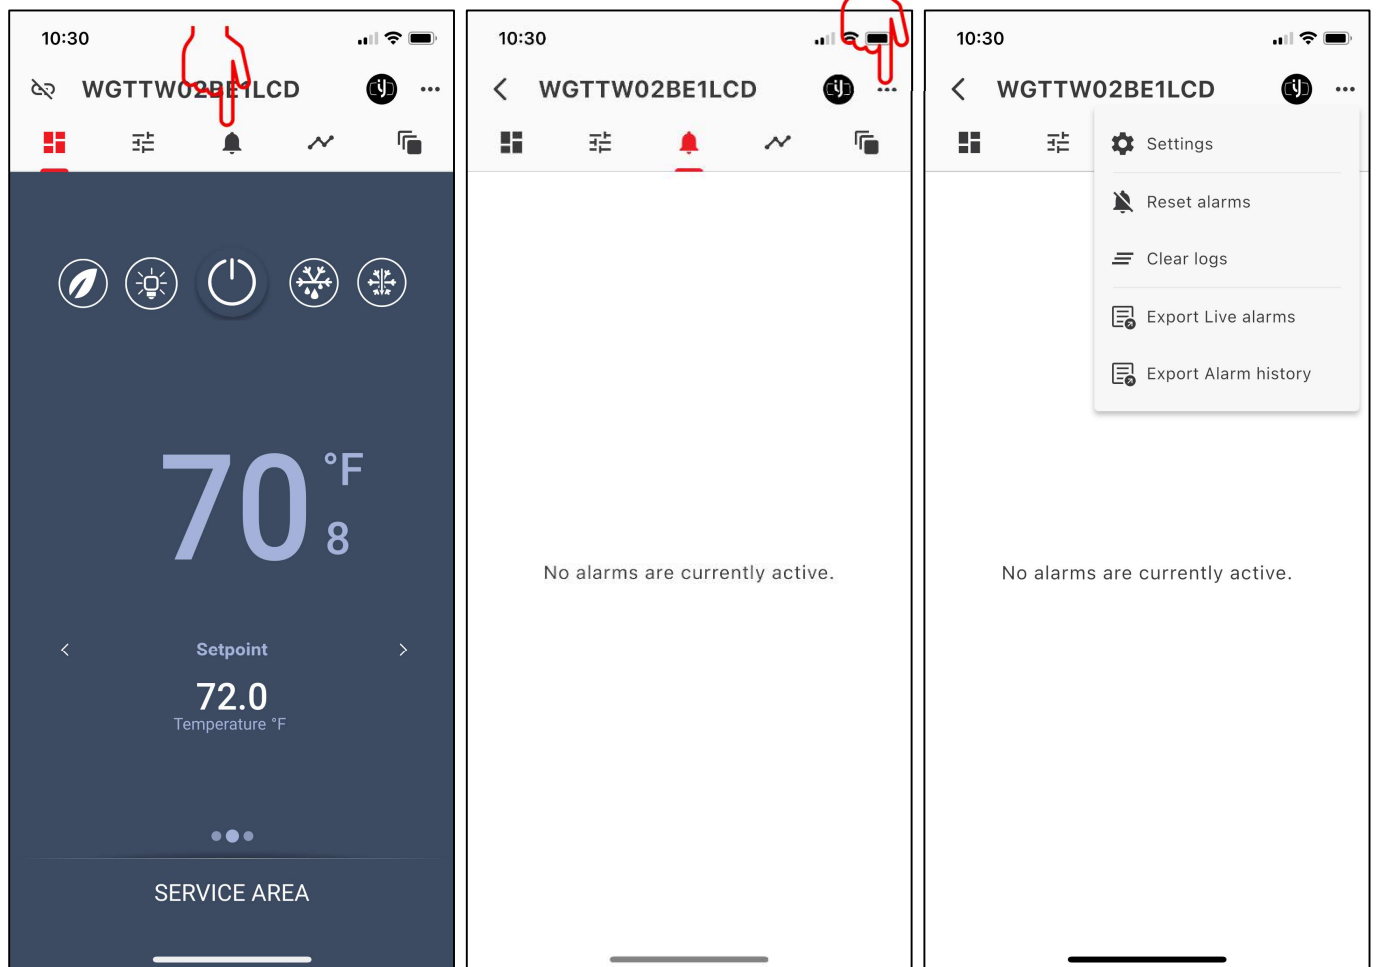 10:30
WGTTW02BE1LCD
70 °F
8
Setpoint
72.0
Temperature °F
SERVICE AREA
10:30
WGTTW02BE1LCD
No alarms are currently active.
10:30
WGTTW02BE1LCD
Settings
Reset alarms
Clear logs
Export Live alarms
Export Alarm history
No alarms are currently active.